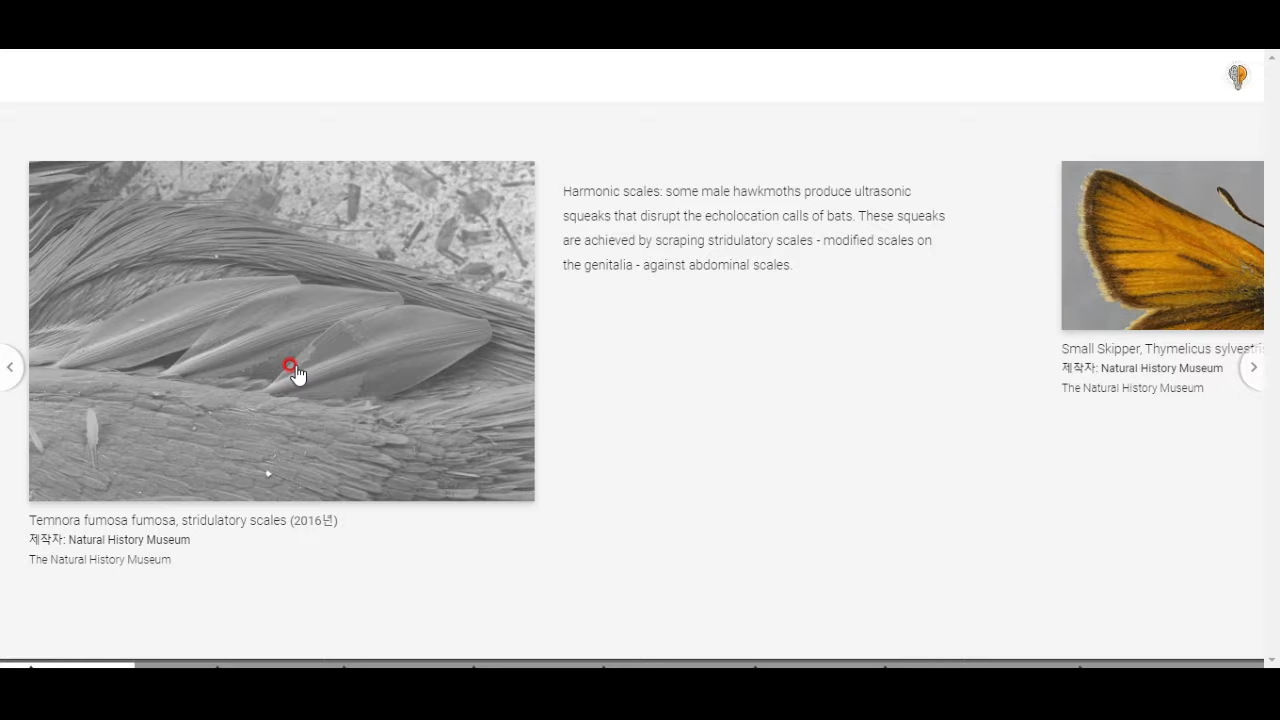 Harmonic scales: some male hawkmoths produce ultrasonic
squeaks that disrupt the echolocation calls of bats. These squeaks
are achieved by scraping stridulatory scales - modified scales on
the genitalia - against abdominal scales.
Temnora fumosa fumosa, stridulatory scales (2016년)
제작자: Natural History Museum
The Natural History Museum
Small Skipper, Thymelicus
제작자: Natural History Museum
The Natural History Museum